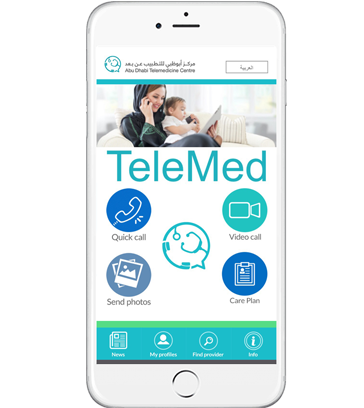 مركز أبوظبي للتطبيب عن بعد
Abu Dhabi Telemedicine Centre
العربية
TeleMed
Quick call
Video call
Send photos
Care Plan
News
My profiles
Find provider
Info